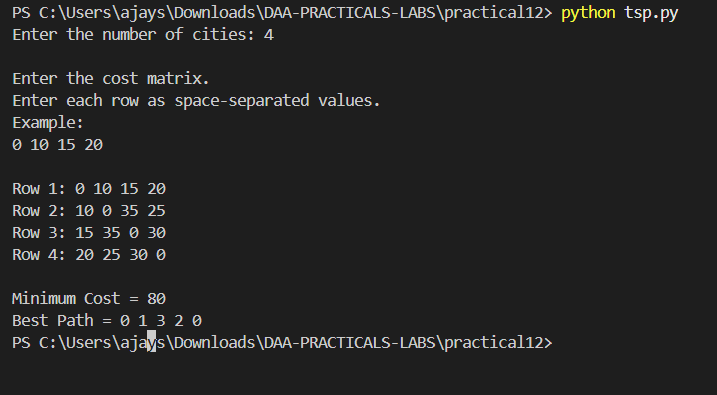 PS C:\Users\ajays\Downloads\DAA-PRACTICALS-LABS\practical12> python tsp.py
Enter the number of cities: 4
Enter the cost matrix.
Enter each row as space-separated values.
Example:
0 10 15 20
Row 1: 0 10 15 20
Row 2: 10 0 35 25
Row 3: 15 35 0 30
Row 4: 20 25 30 0
Minimum Cost = 80
Best Path = 0 1 3 2 0
PS C:\Users\ajays\Downloads\DAA-PRACTICALS-LABS\practical12>